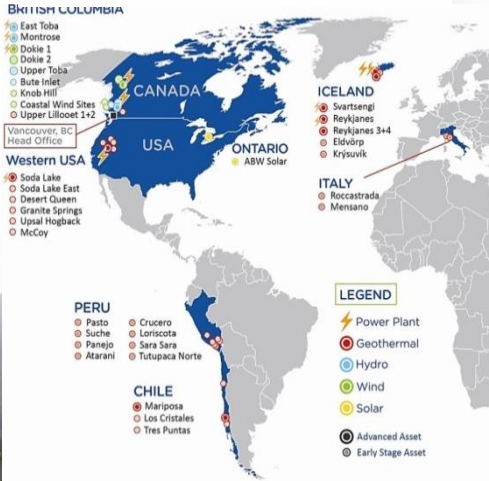 BRITISH COLUMBIA
East Toba
Montrose
Dokie 1
Dokie 2
Upper Toba
Bute Inlet
Knob Hill
Coastal Wind Sites
Upper Lillooet 1+2
Vancouver, BC
Head Office
Western USA
Soda Lake
Soda Lake East
Desert Queen
Granite Springs
Upsal Hogback
McCoy
CANADA
USA
ONTARIO
ABW Solar
ICELAND
Svartsengi
Reykjanes
Reykjanes 3+4
Eldvörp
Krýsuvík
ITALY
Roccastrada
Mensano
PERU
Pasto
Suche
Panejo
Atarani
Crucero
Loriscota
Sara Sara
Tutupaca Norte
CHILE
Mariposa
Los Cristales
Tres Puntas
LEGEND
Power Plant
Geothermal
Hydro
Wind
Solar
Advanced Asset
Early Stage Asset